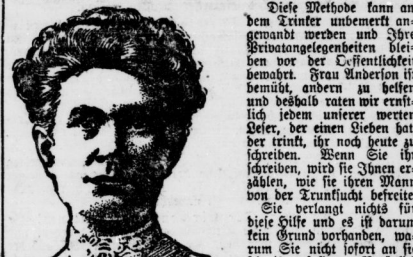 Diese Methode kann an
dem Trinker unbemerkt an=
gewandt werden und Ihre
Privatangelegenheiten blei=
ben vor der Oeffentlichkei
bewahrt. Frau Anderson is
bemüht, andern zu helfen
und deshalb raten wir ernst
lich jedem unserer werten
Leser, der einen Lieben hat
der trinkt, ihr noch heute zu
schreiben. Wenn Sie ihr
schreiben, wird sie Ihnen er=
zählen, wie sie ihren Mann
von der Trunksucht befreite
Sie verlangt nichts für
diese Hilfe und es ist darum
kein Grund vorhanden, wa=
rum Sie nicht sofort an sie